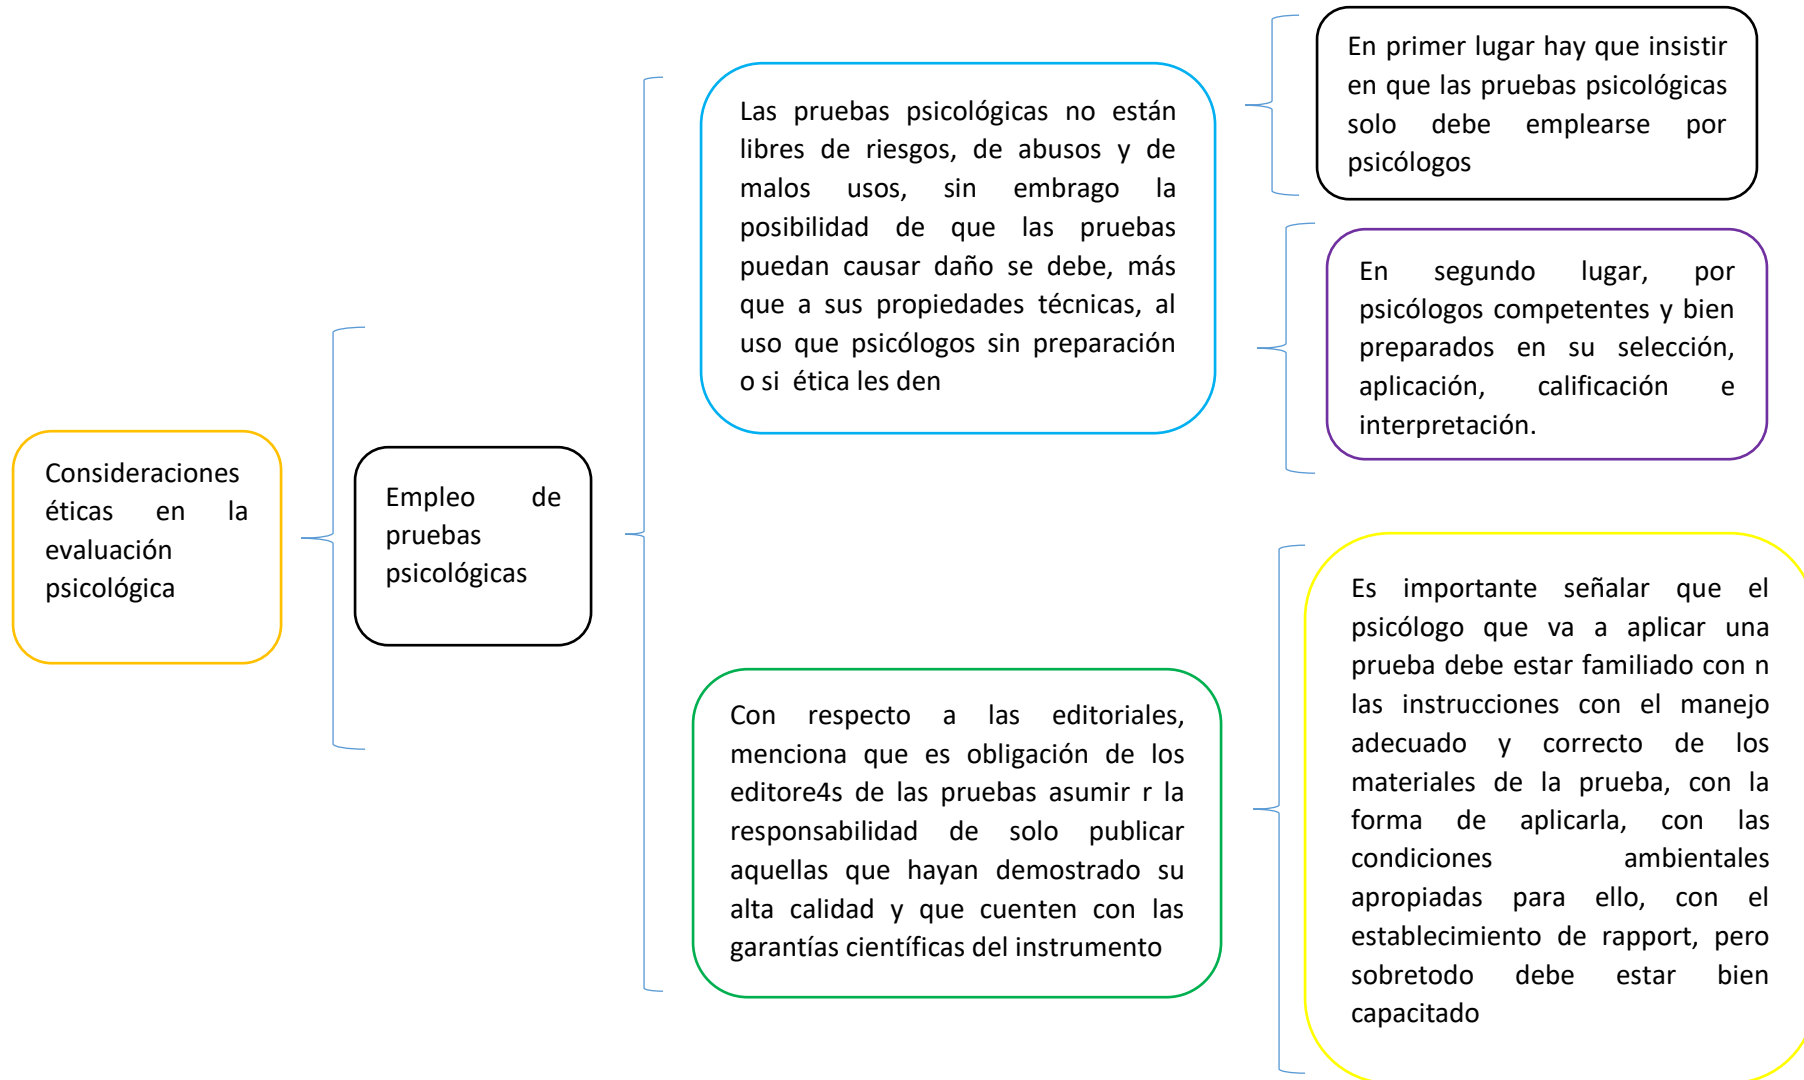 Consideraciones
éticas en la
evaluación
psicológica
Empleo de
pruebas
psicológicas
Las pruebas psicológicas no están
libres de riesgos, de abusos y de
malos usos, sin embrago la
posibilidad de que las pruebas
puedan causar daño se debe, más
que a sus propiedades técnicas, al
uso que psicólogos sin preparación
o si ética les den
En primer lugar hay que insistir
en que las pruebas psicológicas
solo debe emplearse por
psicólogos
En segundo lugar, por
psicólogos competentes y bien
preparados en su selección,
aplicación, calificación e
interpretación.
Con respecto a las editoriales,
menciona que es obligación de los
editore4s de las pruebas asumir r la
responsabilidad de solo publicar
aquellas que hayan demostrado su
alta calidad y que cuenten con las
garantías científicas del instrumento
Es importante señalar que el
psicólogo que va a aplicar una
prueba debe estar familiado con n
las instrucciones con el manejo
adecuado y correcto de los
materiales de la prueba, con la
forma de aplicarla, con las
condiciones ambientales
apropiadas para ello, con el
establecimiento de rapport, pero
sobretodo debe estar bien
capacitado